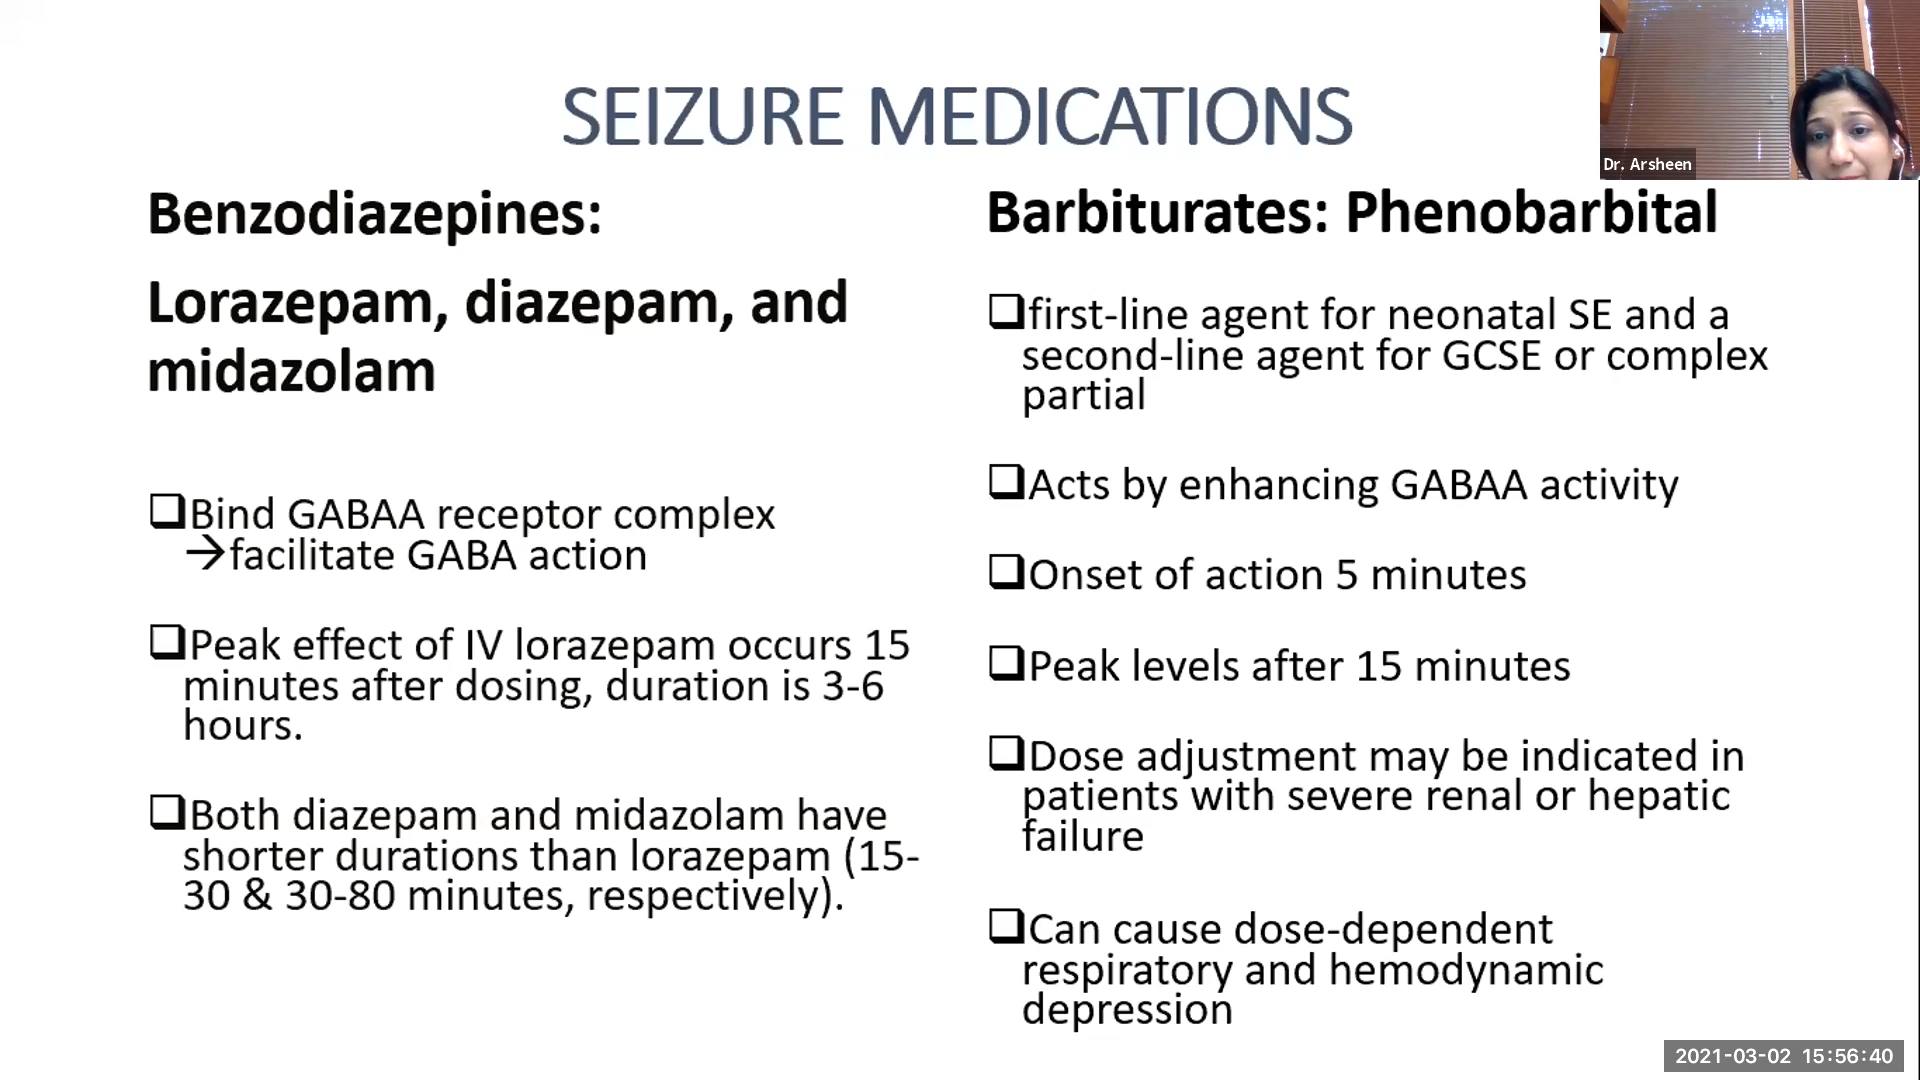 SEIZURE MEDICATIONS
Dr. Arsheen
Benzodiazepines:
Lorazepam, diazepam, and
midazolam
❑Bind GABAA receptor complex
→facilitate GABA action
❑Peak effect of IV lorazepam occurs 15
minutes after dosing, duration is 3-6
hours.
❑Both diazepam and midazolam have
shorter durations than lorazepam (15-
30 & 30-80 minutes, respectively).
Barbiturates: Phenobarbital
❑first-line agent for neonatal SE and a
second-line agent for GCSE or complex
partial
❑Acts by enhancing GABAA activity
❑Onset of action 5 minutes
❑Peak levels after 15 minutes
❑Dose adjustment may be indicated in
patients with severe renal or hepatic
failure
❑Can cause dose-dependent
respiratory and hemodynamic
depression
2021-03-02 15:56:40